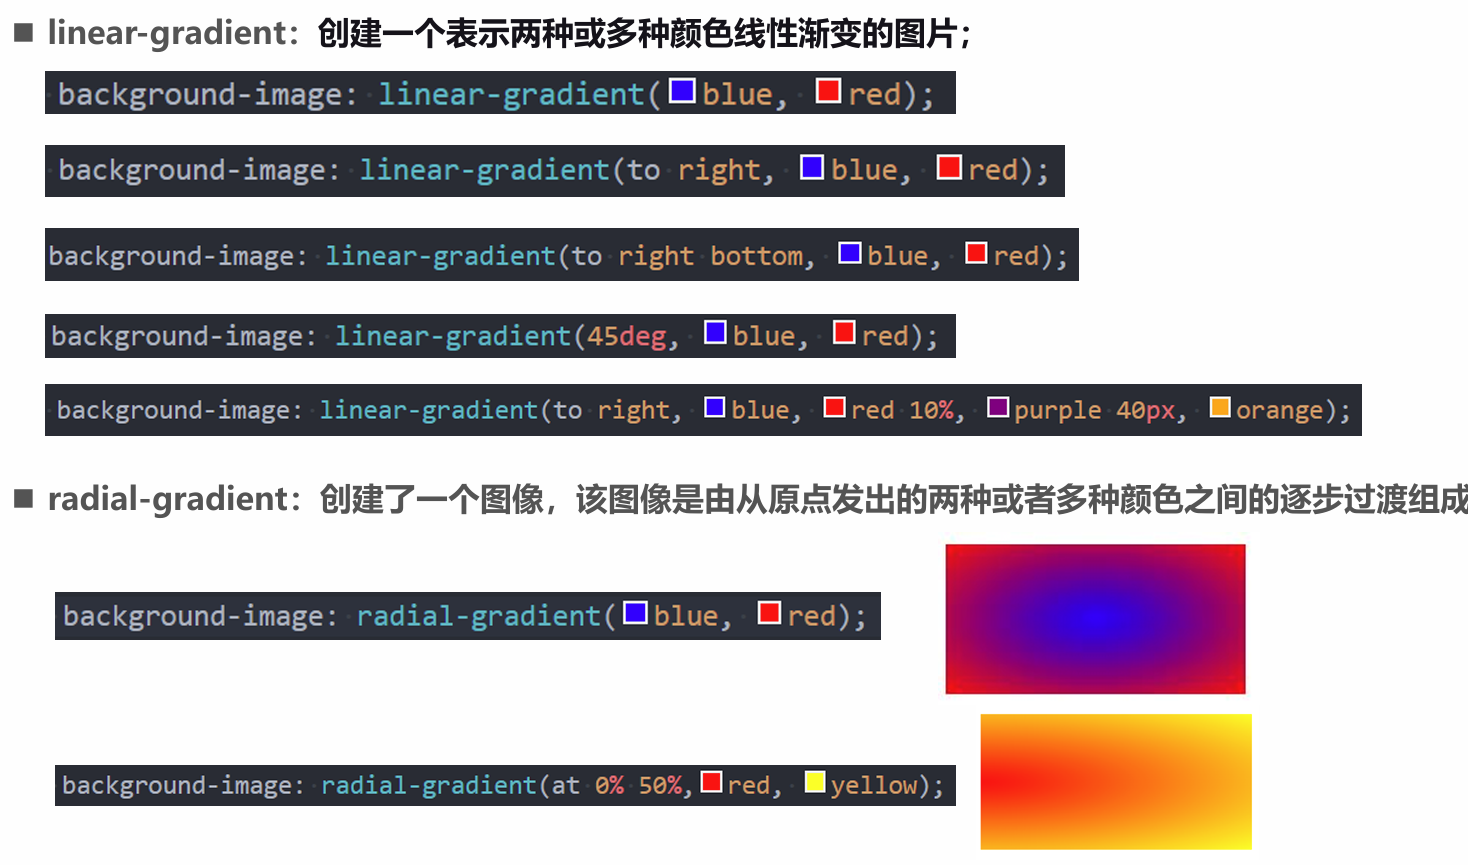 linear-gradient：创建一个表示两种或多种颜色线性渐变的图片；
background-image: linear-gradient(blue, red);
background-image: linear-gradient(to right, blue, red);
background-image: linear-gradient(to right bottom, blue, red);
background-image: linear-gradient(45deg, blue, red);
background-image: linear-gradient(to right, blue, red 10%, purple 40px, orange);
radial-gradient：创建了一个图像，该图像是由从原点发出的两种或者多种颜色之间的逐步过渡组成
background-image: radial-gradient(blue, red);
background-image: radial-gradient(at 0% 50%,red, yellow);